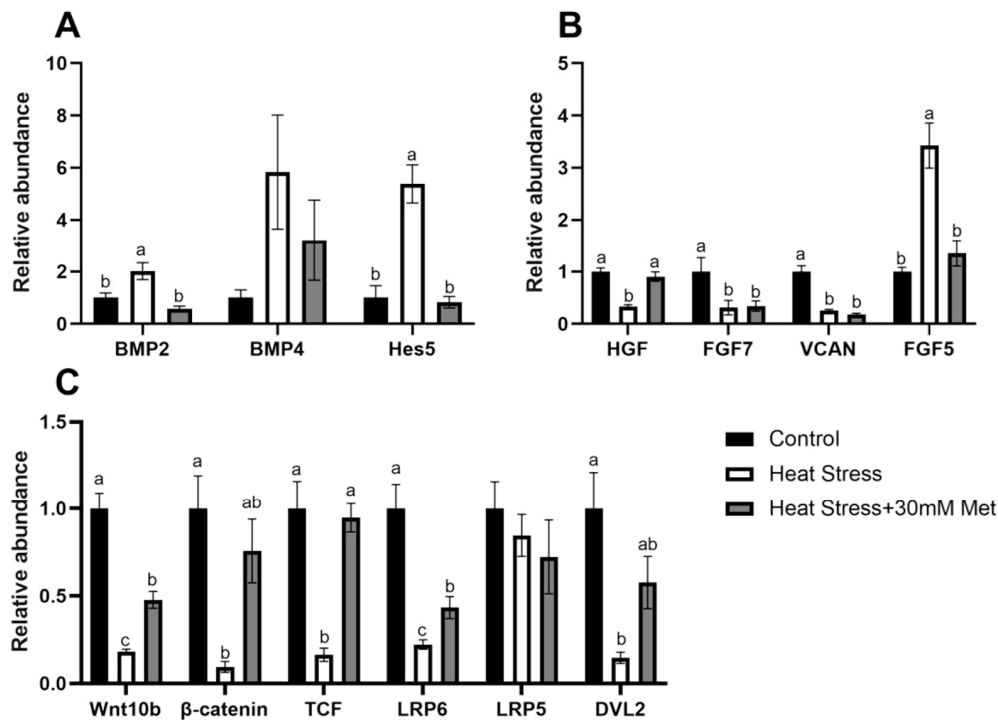 A
Relative abundance
10
8
6
4
2
0
b a b
a
b b
BMP2 BMP4 Hes5
B
Relative abundance
5
4
3
2
1
0
a b a
a b b
a b b
b a b
HGF FGF7 VCAN FGF5
C
Relative abundance
1.5
1.0
0.5
0.0
a c b
a b ab
a b a
a c b
a b ab
Wnt10b β-catenin TCF LRP6 LRP5 DVL2
Control
Heat Stress
Heat Stress+30mM Met